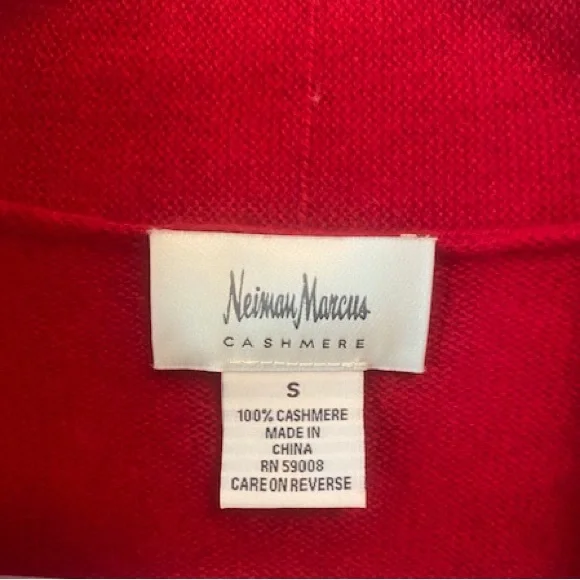 Neiman Marcus
CASHMERE
S
100% CASHMERE
MADE IN
CHINA
RN 59008
CARE ON REVERSE